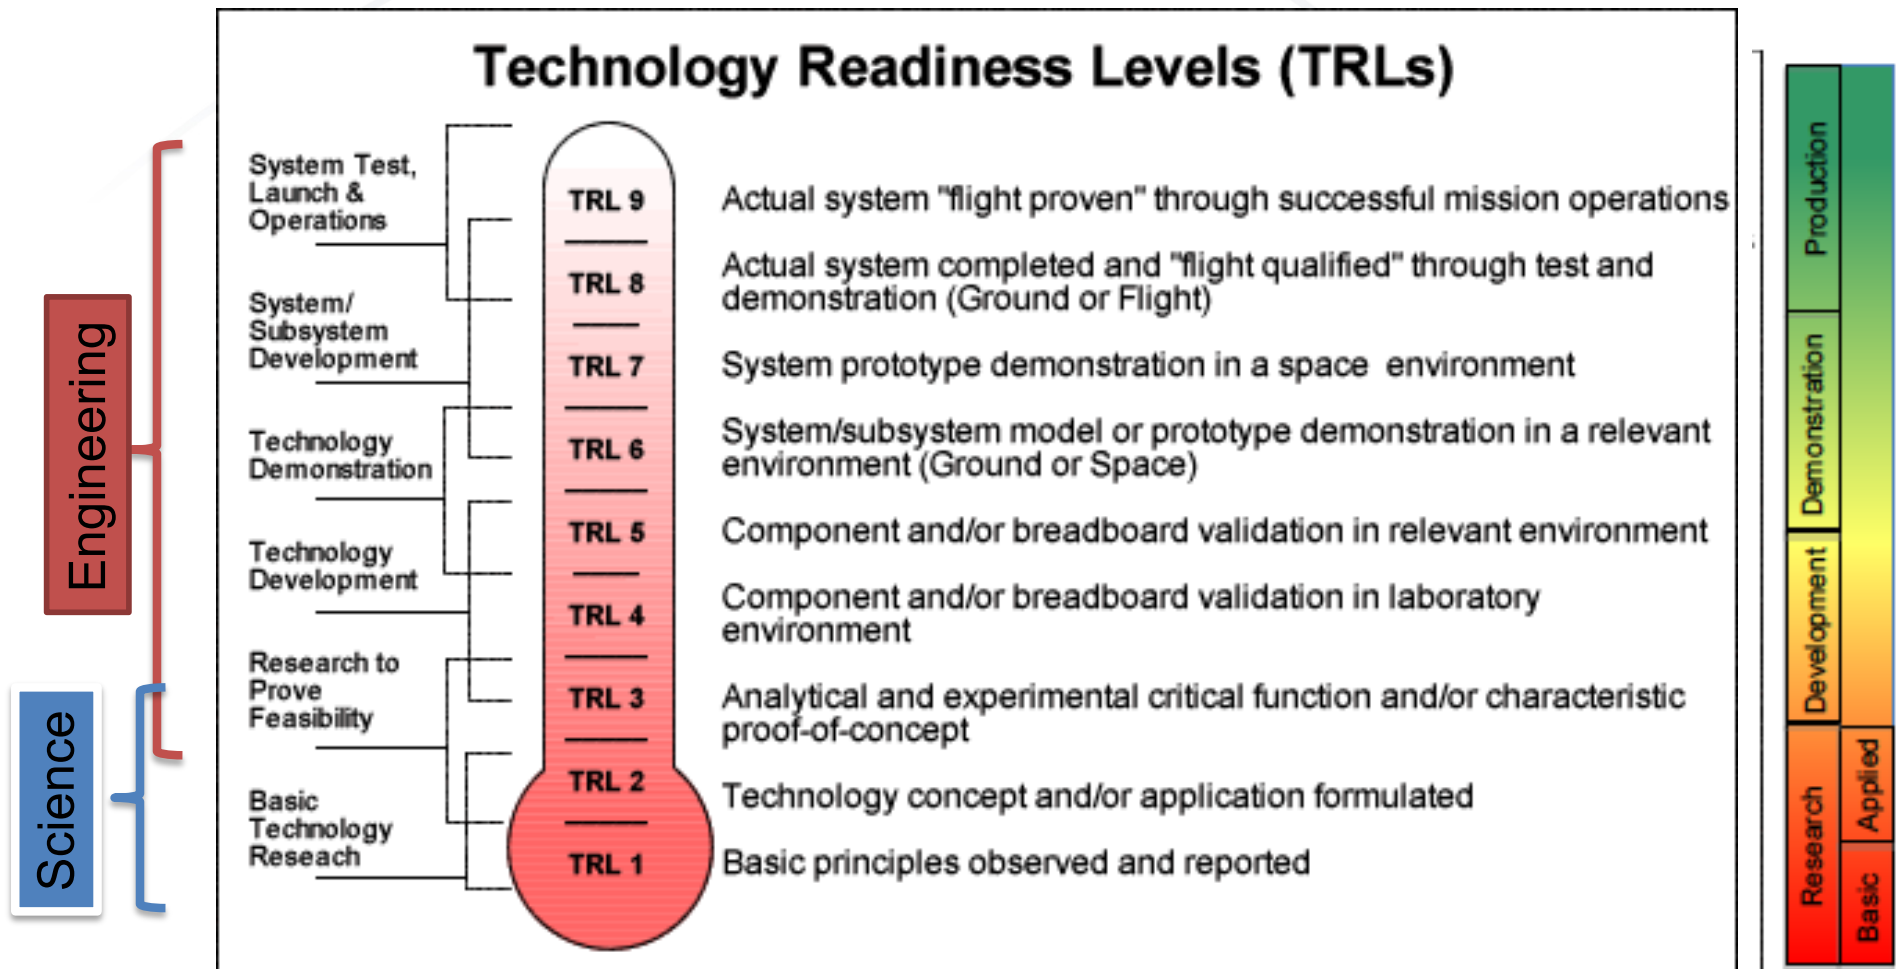 Technology Readiness Levels (TRLs)
Engineering
Science
System Test,
Launch &
Operations
System/
Subsystem
Development
Technology
Demonstration
Technology
Development
Research to
Prove
Feasibility
Basic
Technology
Reseach
TRL 9
Actual system "flight proven" through successful mission operations
TRL 8
Actual system completed and "flight qualified" through test and
demonstration (Ground or Flight)
TRL 7
System prototype demonstration in a space environment
TRL 6
System/subsystem model or prototype demonstration in a relevant
environment (Ground or Space)
TRL 5
Component and/or breadboard validation in relevant environment
TRL 4
Component and/or breadboard validation in laboratory
environment
TRL 3
Analytical and experimental critical function and/or characteristic
proof-of-concept
TRL 2
Technology concept and/or application formulated
TRL 1
Basic principles observed and reported
Production
Demonstration
Development
Research
Applied
Basic